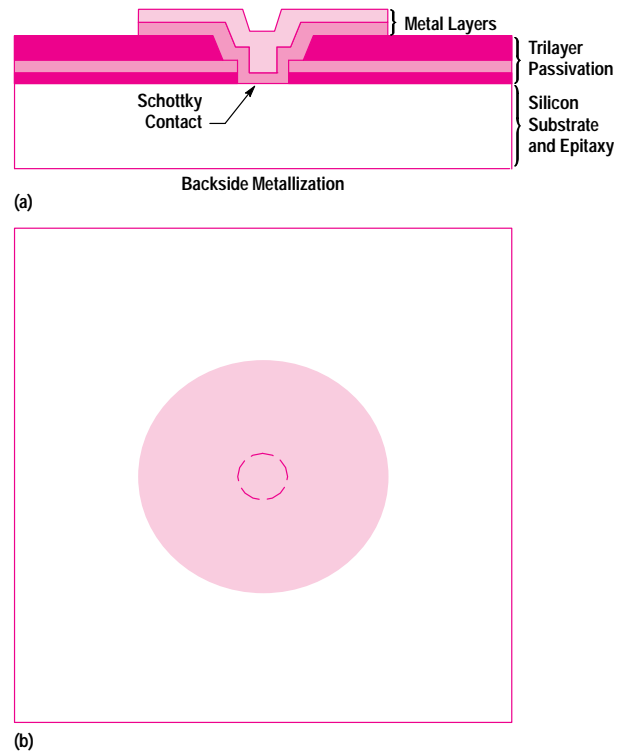 Metal Layers
Trilayer
Passivation
Schottky
Contact
Silicon
Substrate
and Epitaxy
Backside Metallization
(a)
(b)